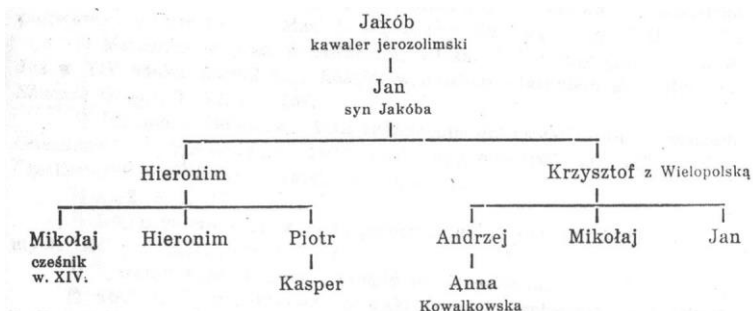 Jakób
kawaler jerozolimski
Jan
syn Jakóba
Hieronim
Krzysztof z Wielopolską
Mikołaj
cześnik
w. XIV.
Hieronim
Piotr
Kasper
Andrzej
Anna
Kowalkowska
Mikołaj
Jan